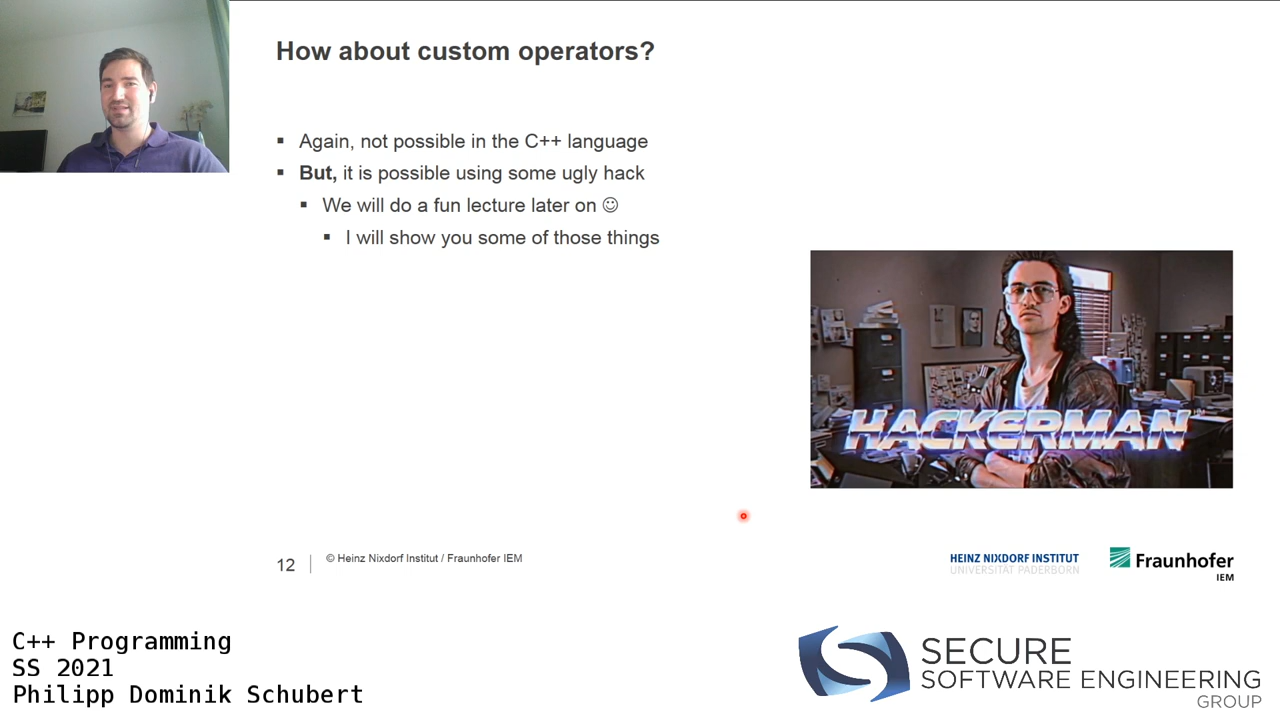 How about custom operators?
▪ Again, not possible in the C++ language
▪ But, it is possible using some ugly hack
▪ We will do a fun lecture later on ☺
▪ I will show you some of those things
HACKERMAN
12
© Heinz Nixdorf Institut / Fraunhofer IEM
HEINZ NIXDORF INSTITUT
UNIVERSITÄT PADERBORN
Fraunhofer
IEM
C++ Programming
SS 2021
Philipp Dominik Schubert
SECURE
SOFTWARE ENGINEERING
GROUP